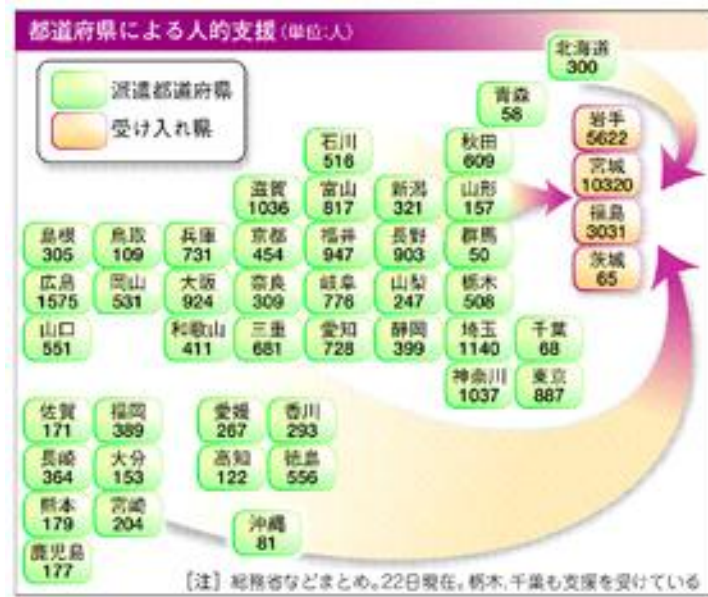 都道府県による人的支援(単位:人)
派遣都道府県
受け入れ県
北海道
300
青森
58
岩手
5622
宮城
10320
福島
3031
茨城
65
石川
516
秋田
609
滋賀
1036
富山
817
新潟
321
山形
157
島根
305
鳥取
109
兵庫
731
京都
454
福井
947
長野
903
群馬
50
広島
1575
岡山
531
大阪
924
奈良
309
岐阜
776
山梨
247
栃木
508
山口
551
和歌山
411
三重
681
愛知
728
静岡
399
埼玉
1140
千葉
68
神奈川
1037
東京
887
佐賀
171
福岡
389
愛媛
267
香川
293
長崎
364
大分
153
高知
122
徳島
556
熊本
179
宮崎
204
沖縄
81
鹿児島
177
[注] 総務省などまとめ。22日現在。栃木、千葉も支援を受けている